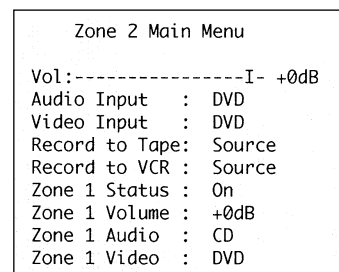 Zone 2 Main Menu
Vol:----------------I- +0dB
Audio Input : DVD
Video Input : DVD
Record to Tape: Source
Record to VCR : Source
Zone 1 Status : On
Zone 1 Volume : +0dB
Zone 1 Audio : CD
Zone 1 Video : DVD